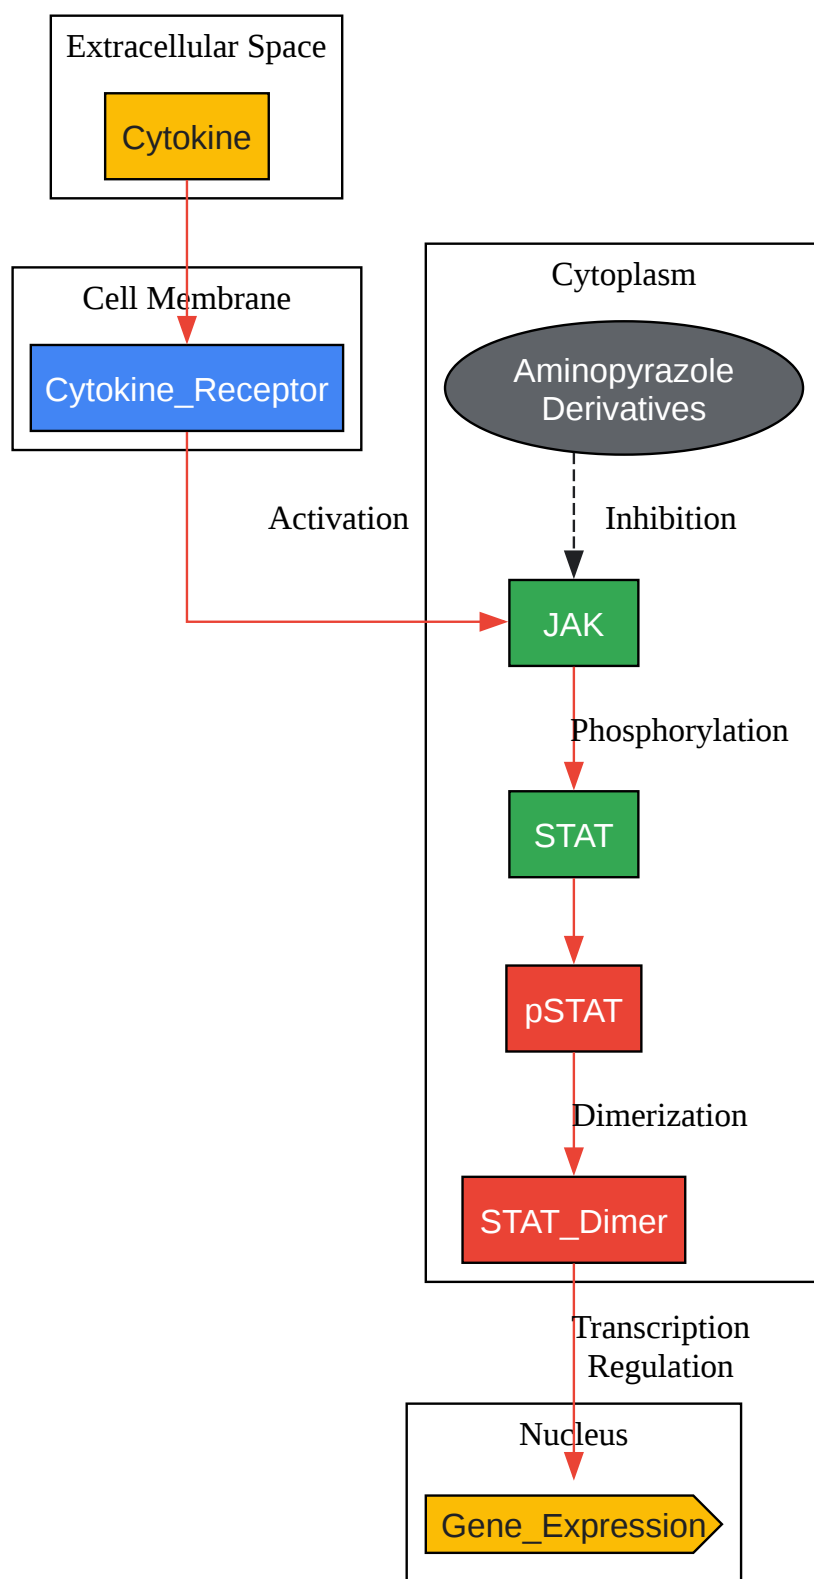 Extracellular Space
Cytokine
Cell Membrane
Cytokine_Receptor
Activation
Cytoplasm
Aminopyrazole
Derivatives
Inhibition
JAK
Phosphorylation
STAT
pSTAT
Dimerization
STAT_Dimer
Transcription
Regulation
Nucleus
Gene_Expression